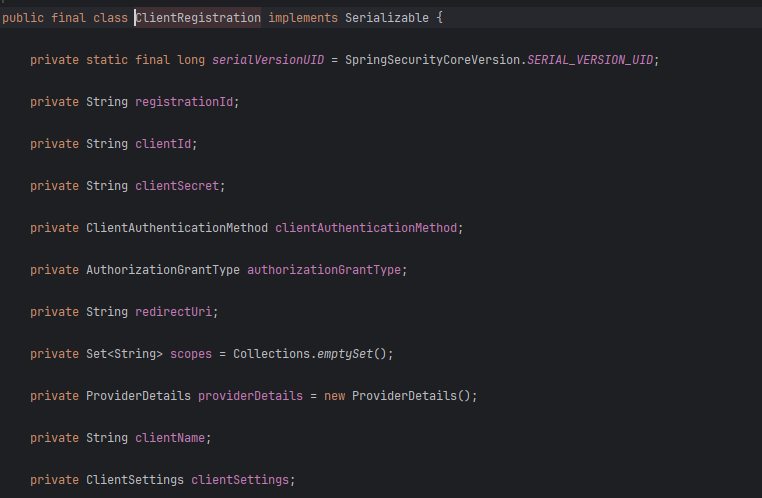 public final class ClientRegistration implements Serializable {
private static final long serialVersionUID = SpringSecurityCoreVersion.SERIAL_VERSION_UID;
private String registrationId;
private String clientId;
private String clientSecret;
private ClientAuthenticationMethod clientAuthenticationMethod;
private AuthorizationGrantType authorizationGrantType;
private String redirectUri;
private Set<String> scopes = Collections.emptySet();
private ProviderDetails providerDetails = new ProviderDetails();
private String clientName;
private ClientSettings clientSettings;